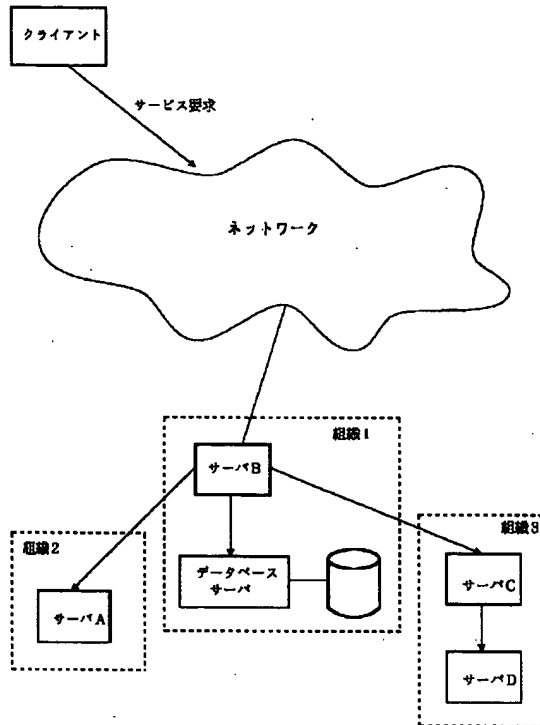 クライアント
サービス要求
ネットワーク
組織1
サーバB
組織2
組織3
データベース
サーバ
サーバC
サーバA
サーバD